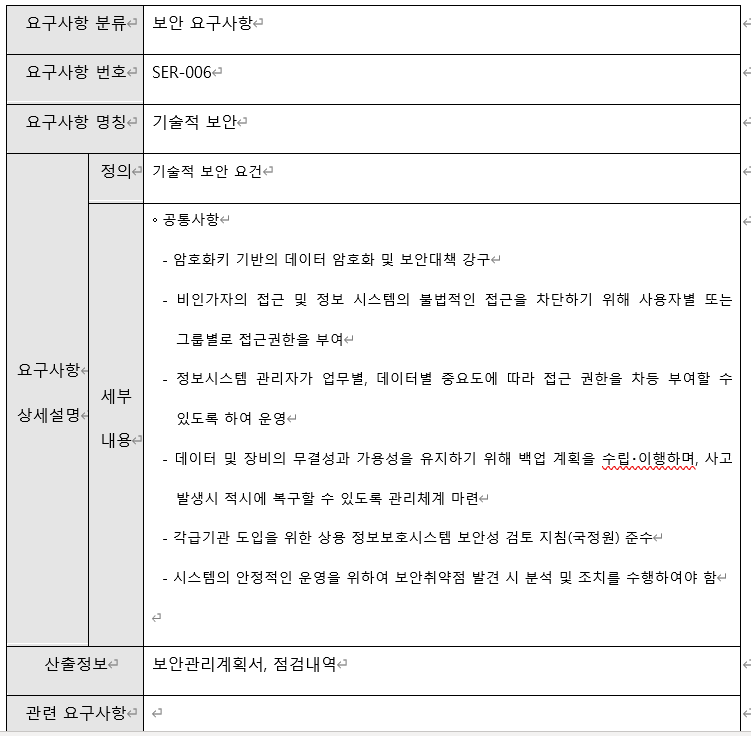 요구사항 분류 보안 요구사항
요구사항 번호 SER-006
요구사항 명칭 기술적 보안
요구사항
상세설명
정의 기술적 보안 요건
세부
내용
∘ 공통사항
- 암호화키 기반의 데이터 암호화 및 보안대책 강구
- 비인가자의 접근 및 정보 시스템의 불법적인 접근을 차단하기 위해 사용자별 또는
그룹별로 접근권한을 부여
- 정보시스템 관리자가 업무별, 데이터별 중요도에 따라 접근 권한을 차등 부여할 수
있도록 하여 운영
- 데이터 및 장비의 무결성과 가용성을 유지하기 위해 백업 계획을 수립·이행하며, 사고
발생시 적시에 복구할 수 있도록 관리체계 마련
- 각급기관 도입을 위한 상용 정보보호시스템 보안성 검토 지침(국정원) 준수
- 시스템의 안정적인 운영을 위하여 보안취약점 발견 시 분석 및 조치를 수행하여야 함
산출정보 보안관리계획서, 점검내역
관련 요구사항